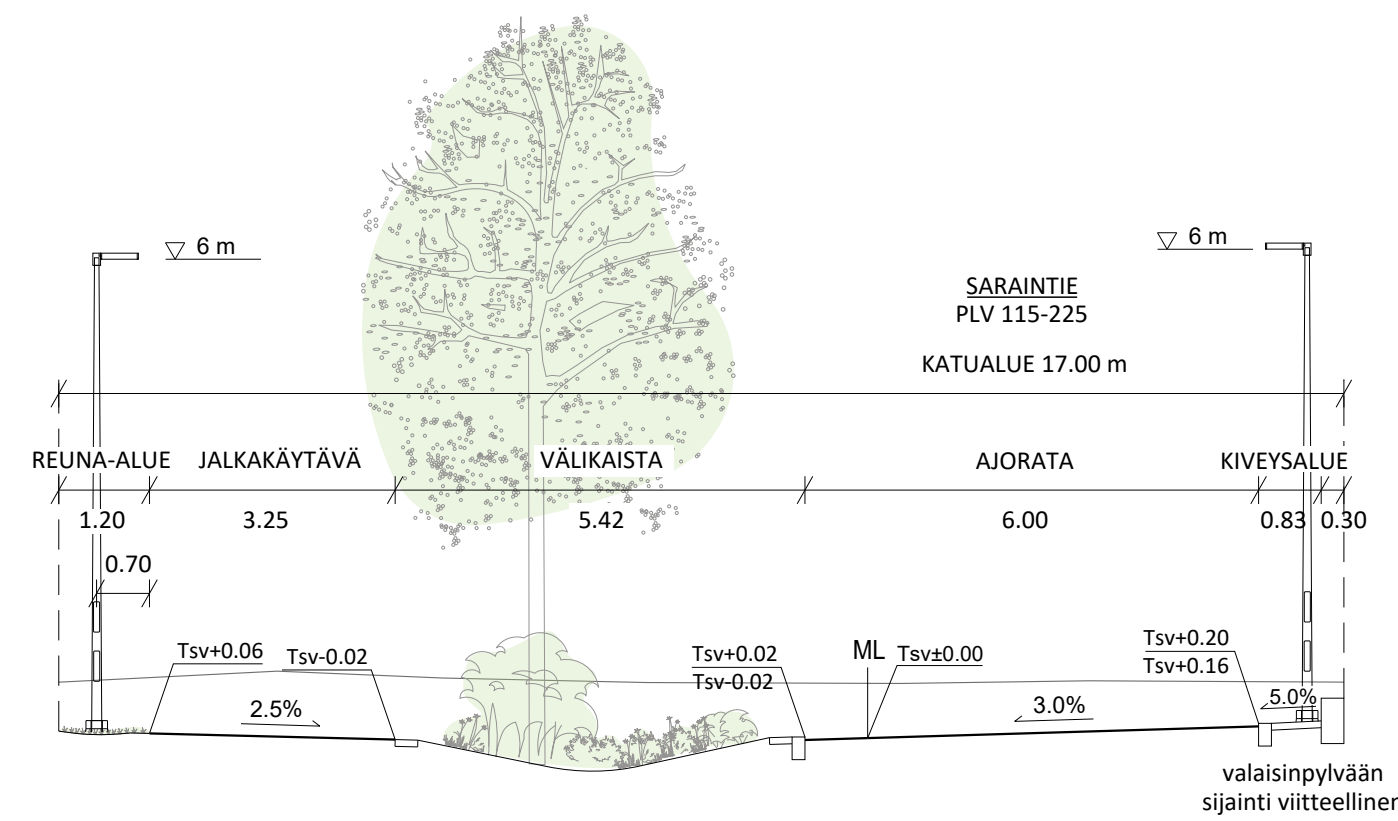 6 m
6 m
SARAINTIE
PLV 115-225
KATUALUE 17.00 m
REUNA-ALUE JALKAKÄYTÄVÄ VÄLIKAISTA AJORATA KIVEYSALUE
1.20 3.25 5.42 6.00 0.83 0.30
0.70
Tsv+0.06
Tsv-0.02
Tsv+0.02
Tsv-0.02
ML
Tsv±0.00
Tsv+0.20
Tsv+0.16
2.5%
3.0%
5.0%
valaisinpylvään
sijainti viitteellinen